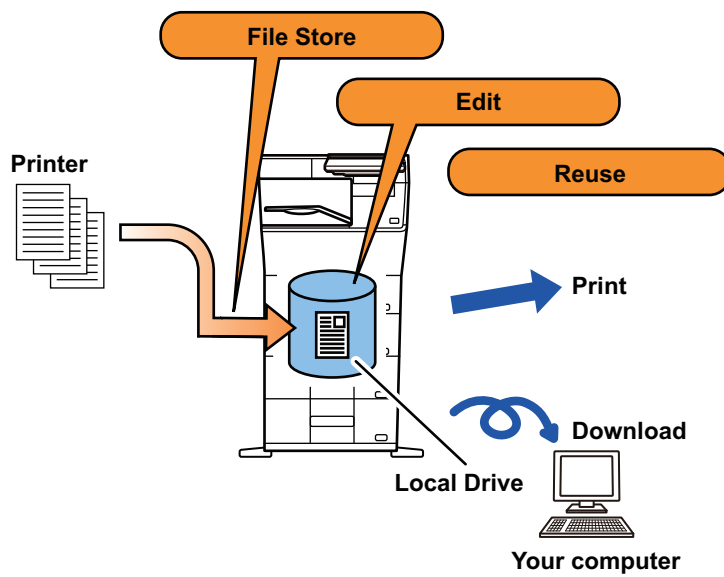 File Store
Edit
Reuse
Printer
Print
Download
Local Drive
Your computer